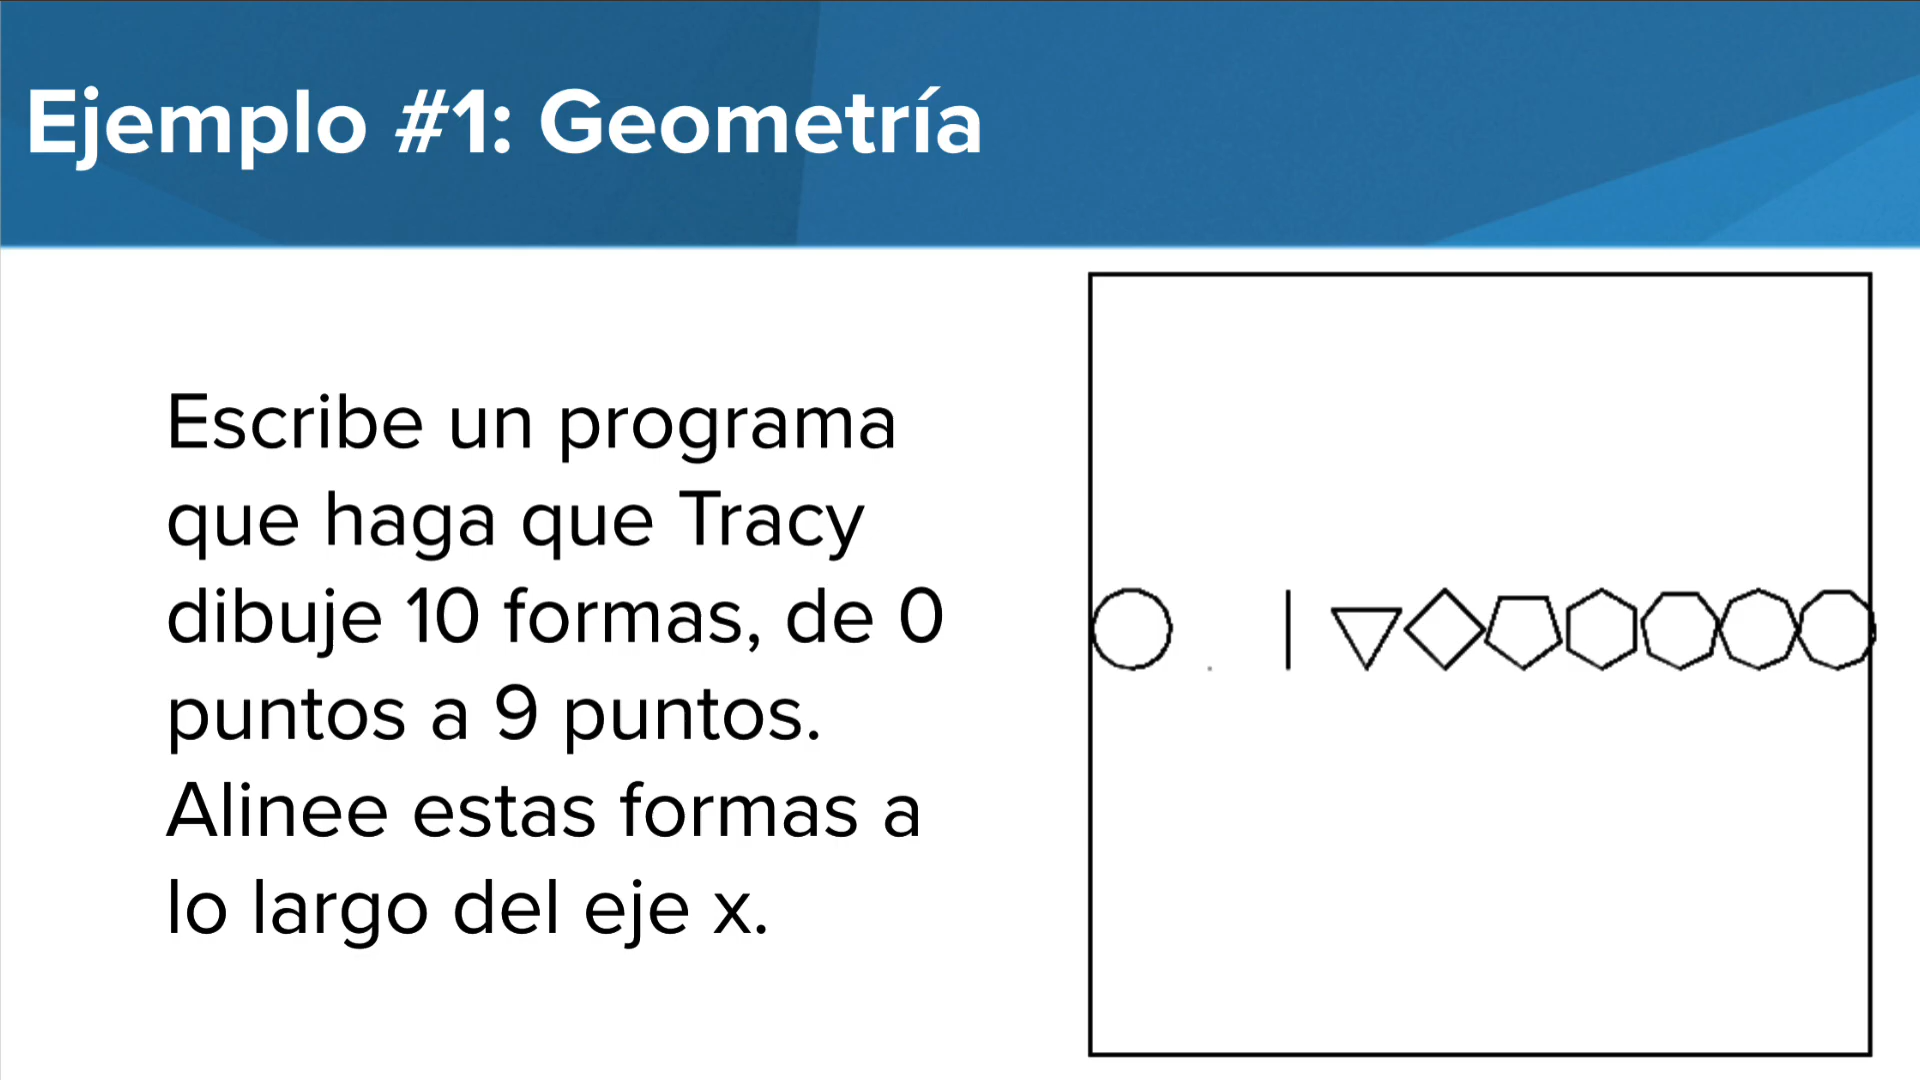 Ejemplo #1: Geometría
Escribe un programa
que haga que Tracy
dibuje 10 formas, de 0
puntos a 9 puntos.
Alinee estas formas a
lo largo del eje x.